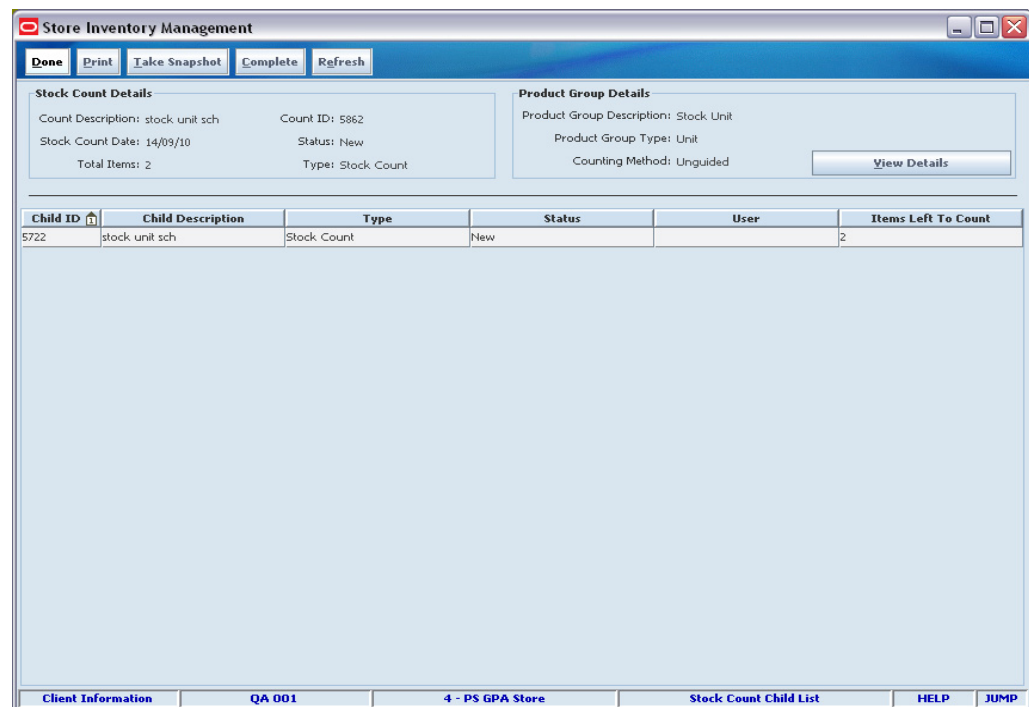 Store Inventory Management
Done Print Take Snapshot Complete Refresh
Stock Count Details
Product Group Details
Count Description: stock unit sch Count ID: 5862
Product Group Description: Stock Unit
Stock Count Date: 14/09/10 Status: New
Product Group Type: Unit
Total Items: 2 Type: Stock Count
Counting Method: Unguided View Details
Child ID 1 Child Description Type Status User Items Left To Count
5722 stock unit sch Stock Count New 2
Client Information QA 001 4 - PS GPA Store Stock Count Child List HELP JUMP